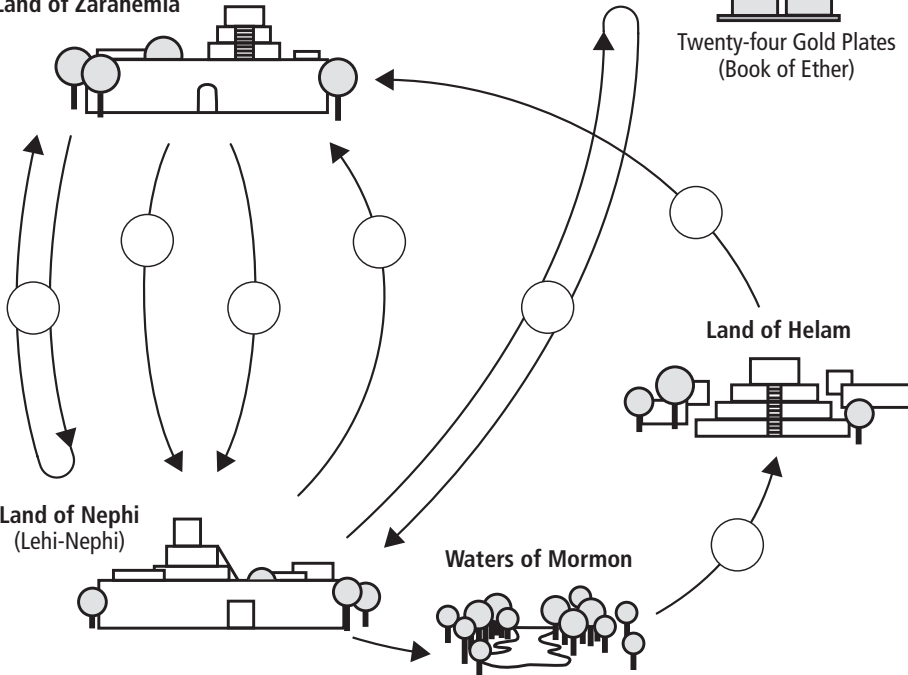 Land of Zarahemla
Twenty-four Gold Plates
(Book of Ether)
Land of Helam
Land of Nephi
(Lehi-Nephi)
Waters of Mormon